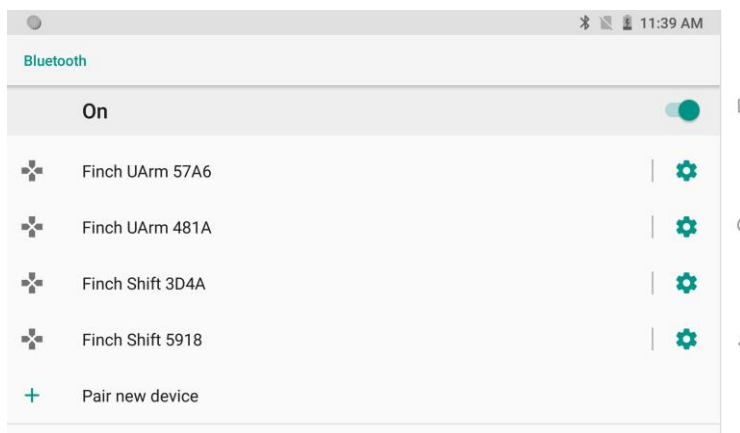 11:39 AM
Bluetooth
On
Finch UArm 57A6
Finch UArm 481A
Finch Shift 3D4A
Finch Shift 5918
Pair new device